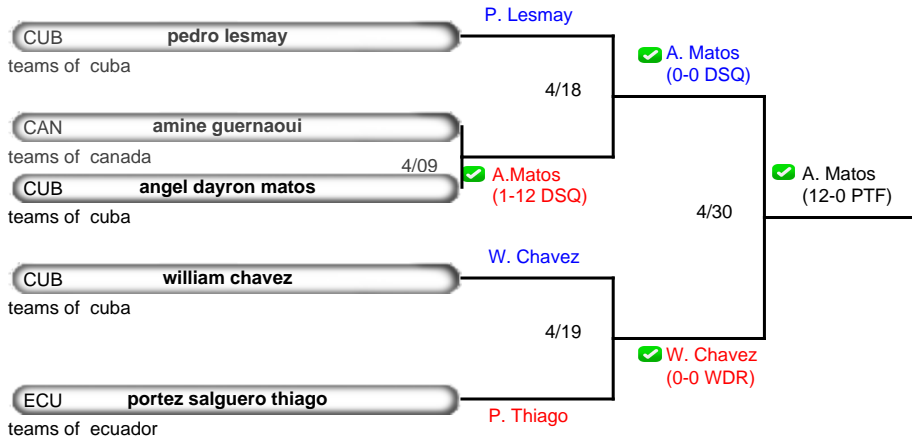 P. Lesmay
CUB pedro lesmay
teams of cuba
A. Matos
(0-0 DSQ)
4/18
CAN amine guernaoui
teams of canada
4/09
A.Matos
(1-12 DSQ)
CUB angel dayron matos
teams of cuba
A. Matos
(12-0 PTF)
4/30
W. Chavez
CUB william chavez
teams of cuba
4/19
W. Chavez
(0-0 WDR)
ECU portez salguero thiago
P. Thiago
teams of ecuador